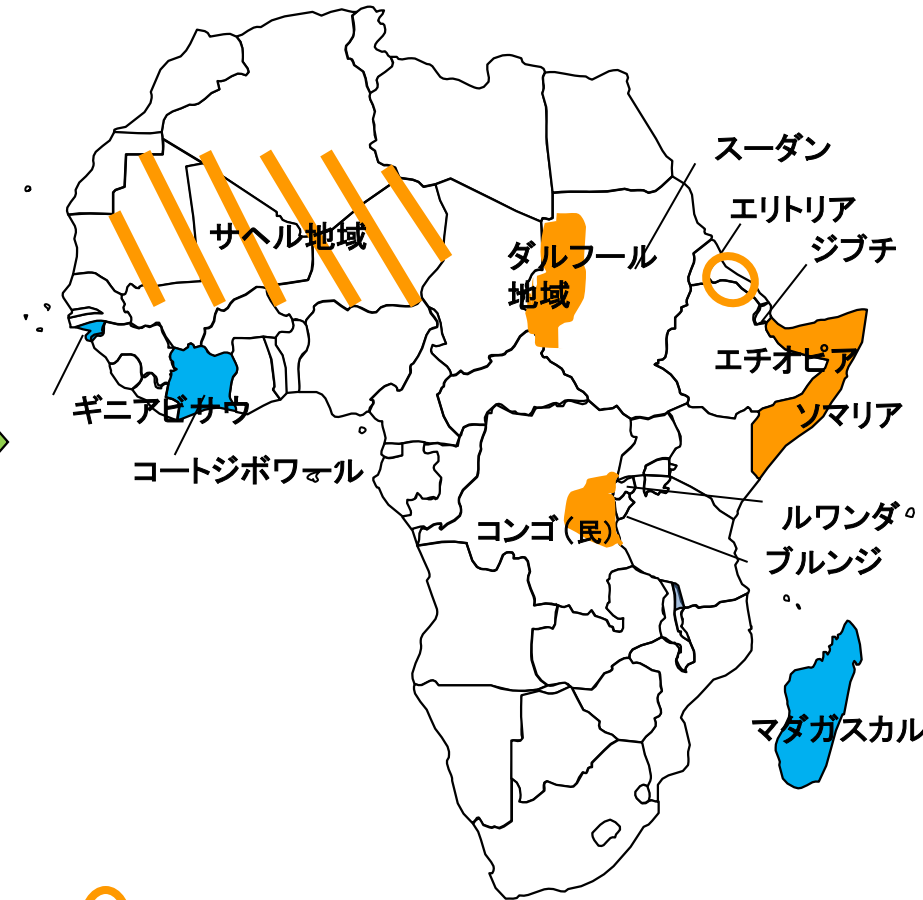 スーダン
エリトリア
ジブチ
サヘル地域
ダルフール
地域
エチオピア
ソマリア
ギニアビサウ
コートジボワール
ルワンダ
コンゴ（民）
ブルンジ
マダガスカル